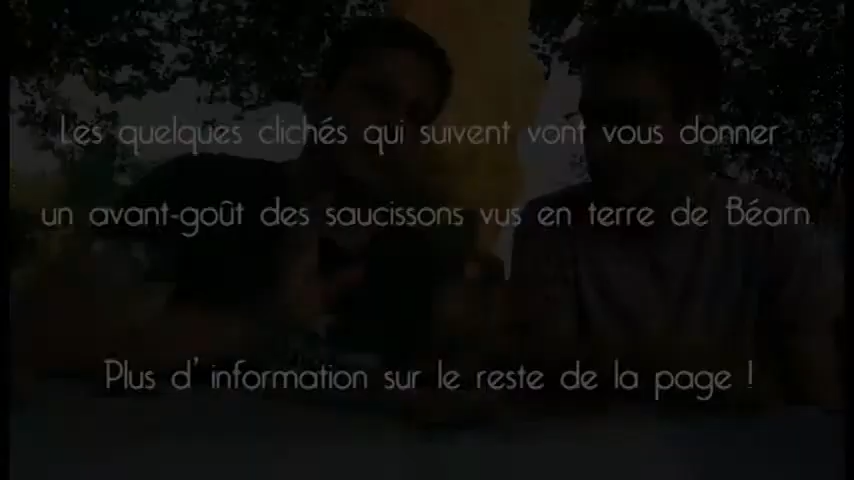 Les quelques clichés qui suivent vont vous donner
un avant-goût des saucissons vus en terre de Béarn.
Plus d' information sur le reste de la page !